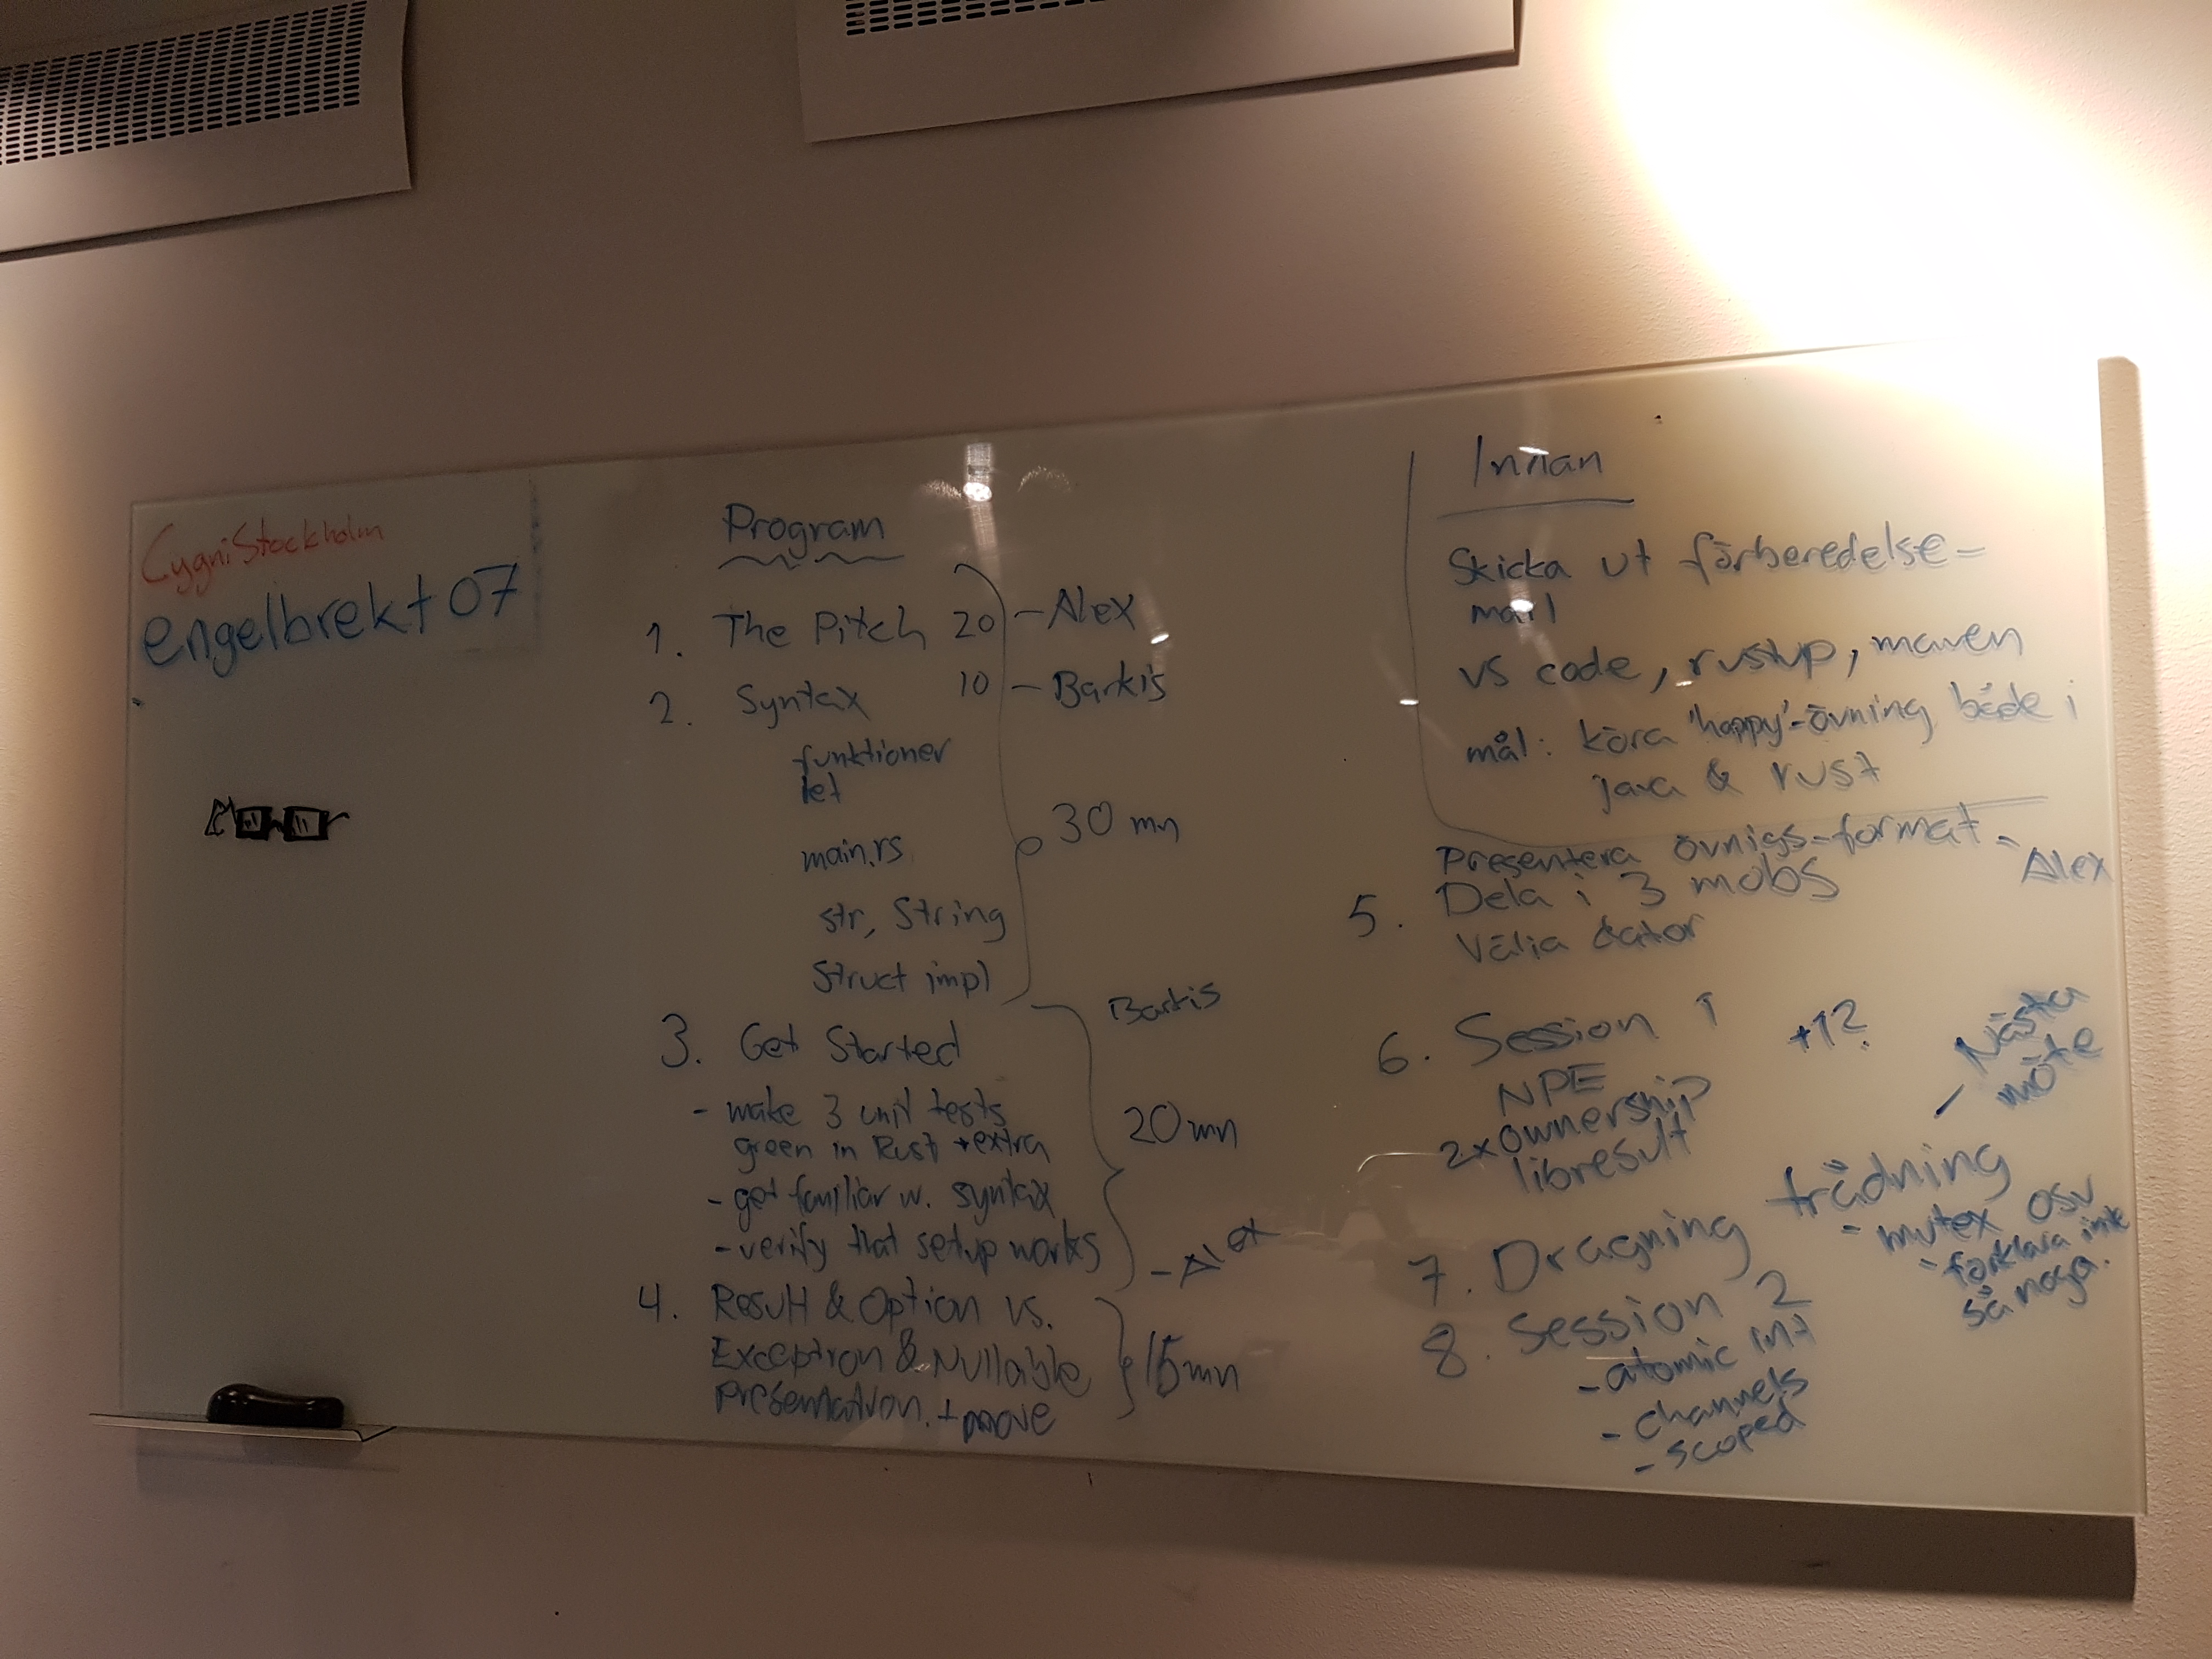 CygniStockholm
engelbrekt07
Program
1. The Pitch 20 - Alex
2. Syntax 10 - Barkis
funktioner
let
main.rs
30 mn
str, String
Struct impl
Barkis
3. Get Started
- make 3 unit tests
green in Rust + extra
20 mn
- get familiar w. syntax
- verify that setup works
- Alex
4. Result & Option vs.
Exception & Nullable
15 mn
Presentation. + prove
Innan
Skicka ut förberedelse-
mail
vs code, rustup, maven
mål: köra 'happy'-övning både i
java & rust
Presentera övnigs-format - Alex
5. Dela i 3 mobs
Välja dator
6. Session 1 +1?
NPE
2x ownership
libresult
- Nästa
möte
7. Dragning trådning
- mutex osv
- förklara inte
så noga.
8. Session 2
- atomic int
- channels
- scoped